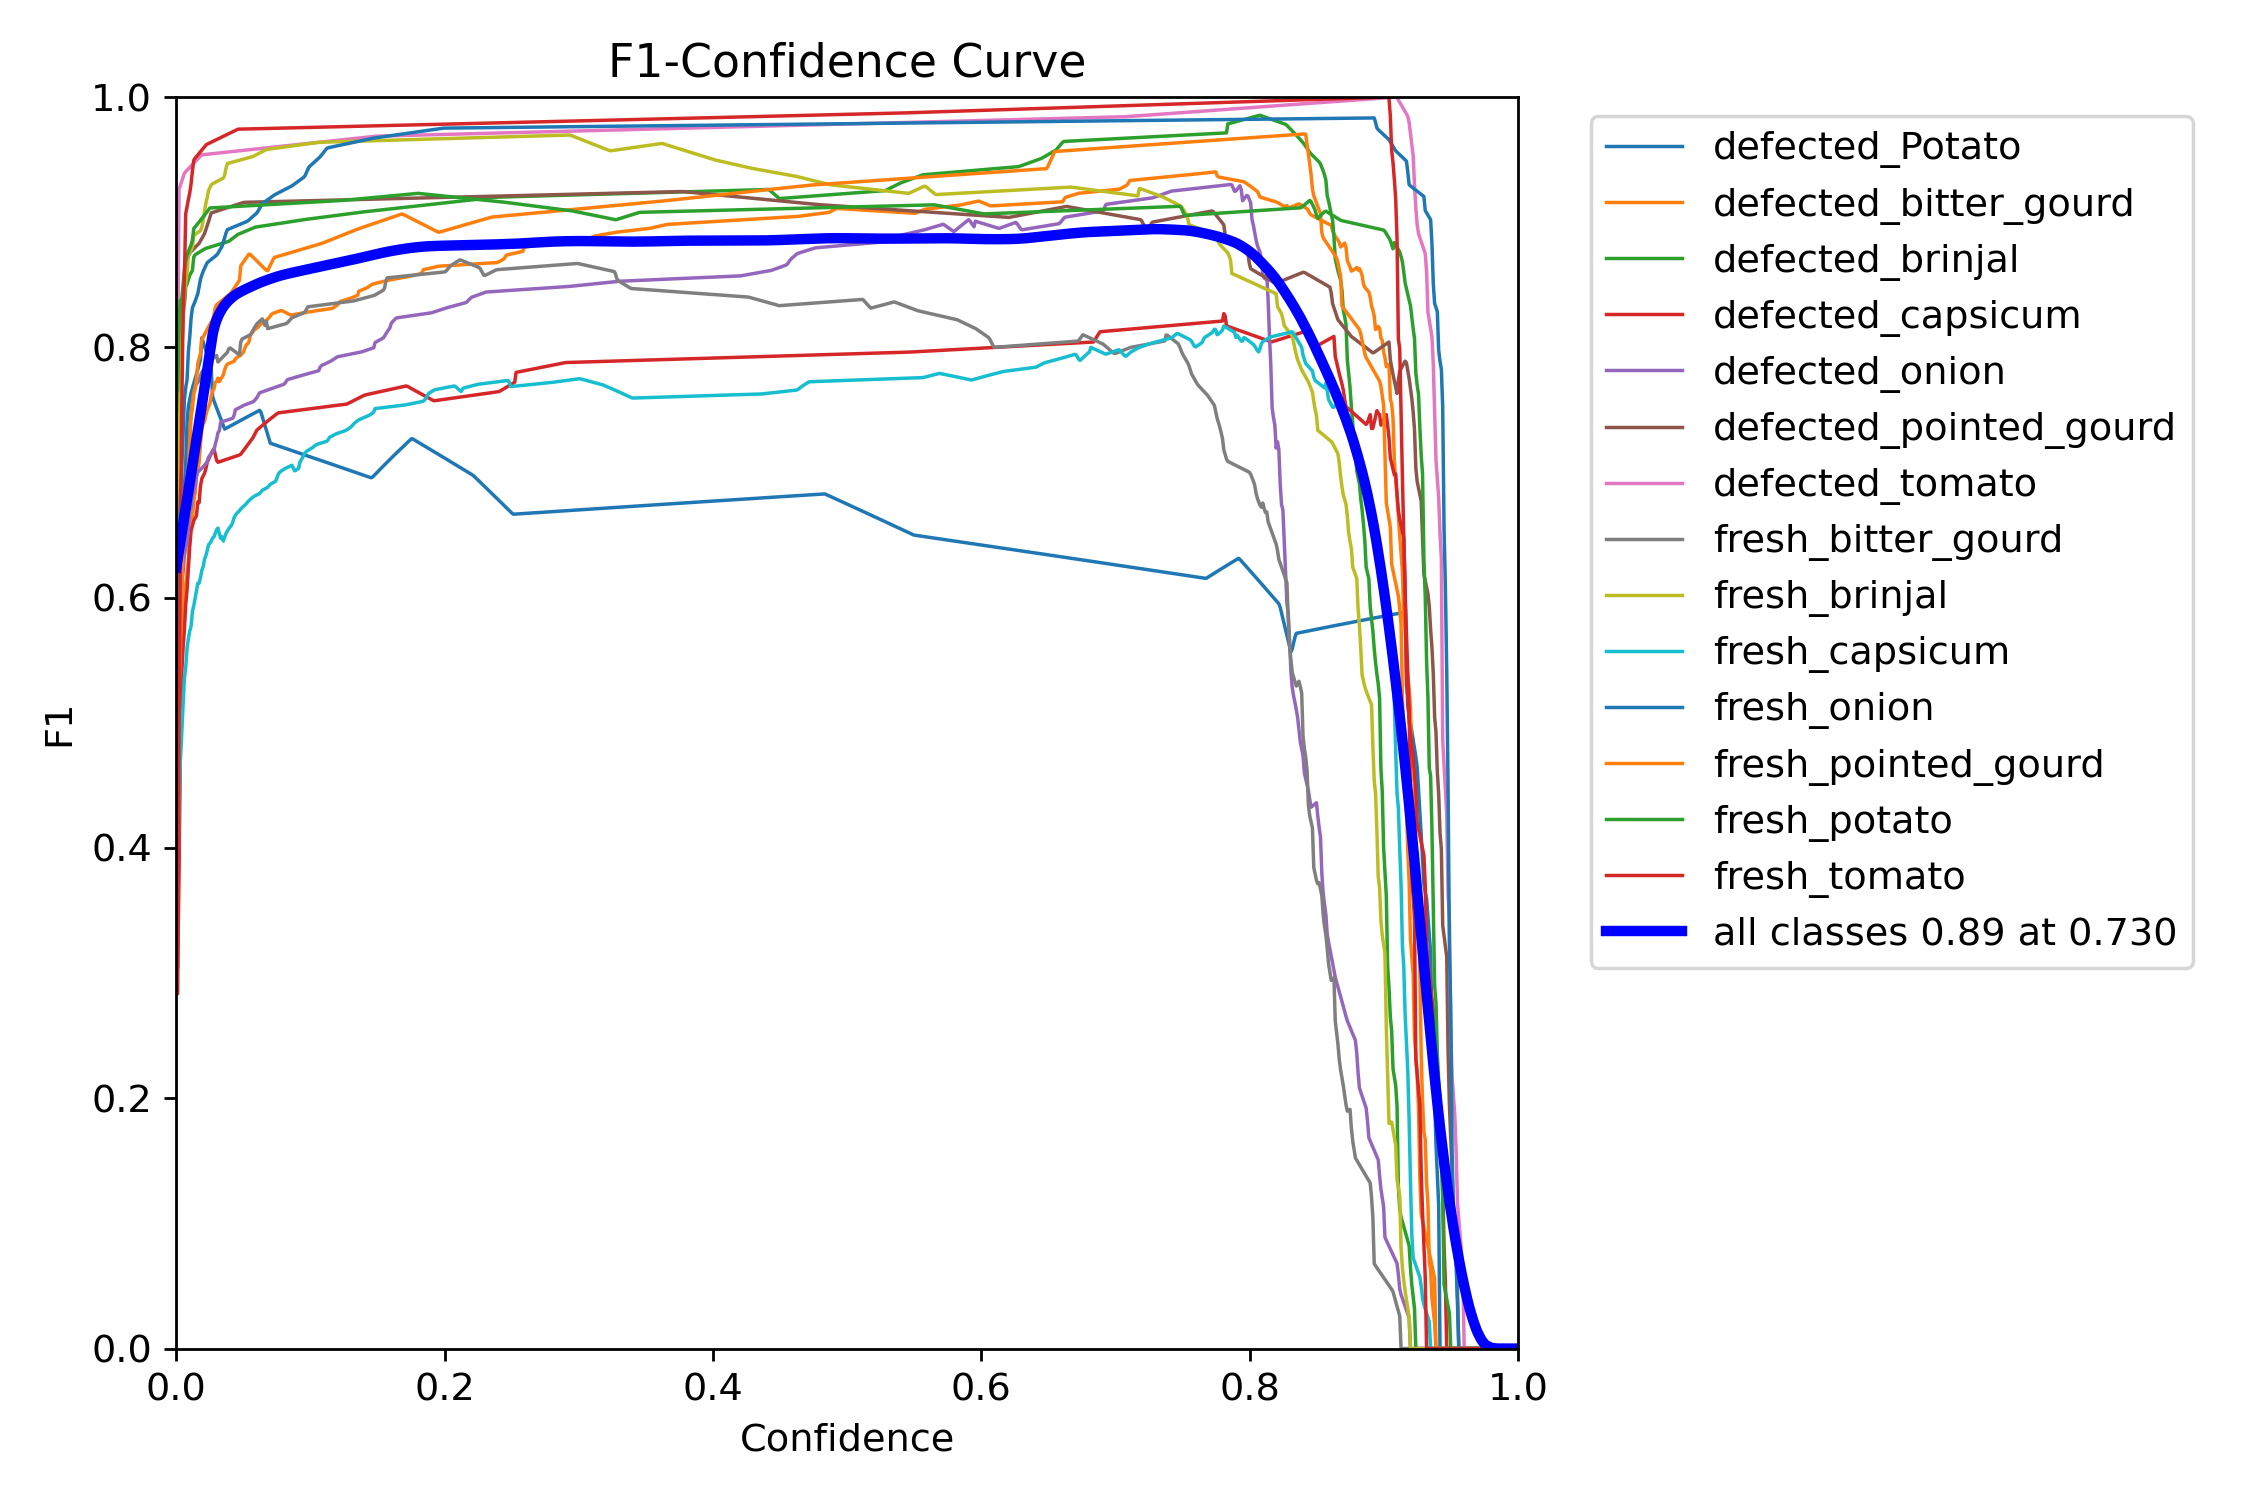 F1-Confidence Curve
1.0
0.8
0.6
0.4
0.2
0.0
F1
0.0 0.2 0.4 0.6 0.8 1.0
Confidence
defected_Potato
defected_bitter_gourd
defected_brinjal
defected_capsicum
defected_onion
defected_pointed_gourd
defected_tomato
fresh_bitter_gourd
fresh_brinjal
fresh_capsicum
fresh_onion
fresh_pointed_gourd
fresh_potato
fresh_tomato
all classes 0.89 at 0.730